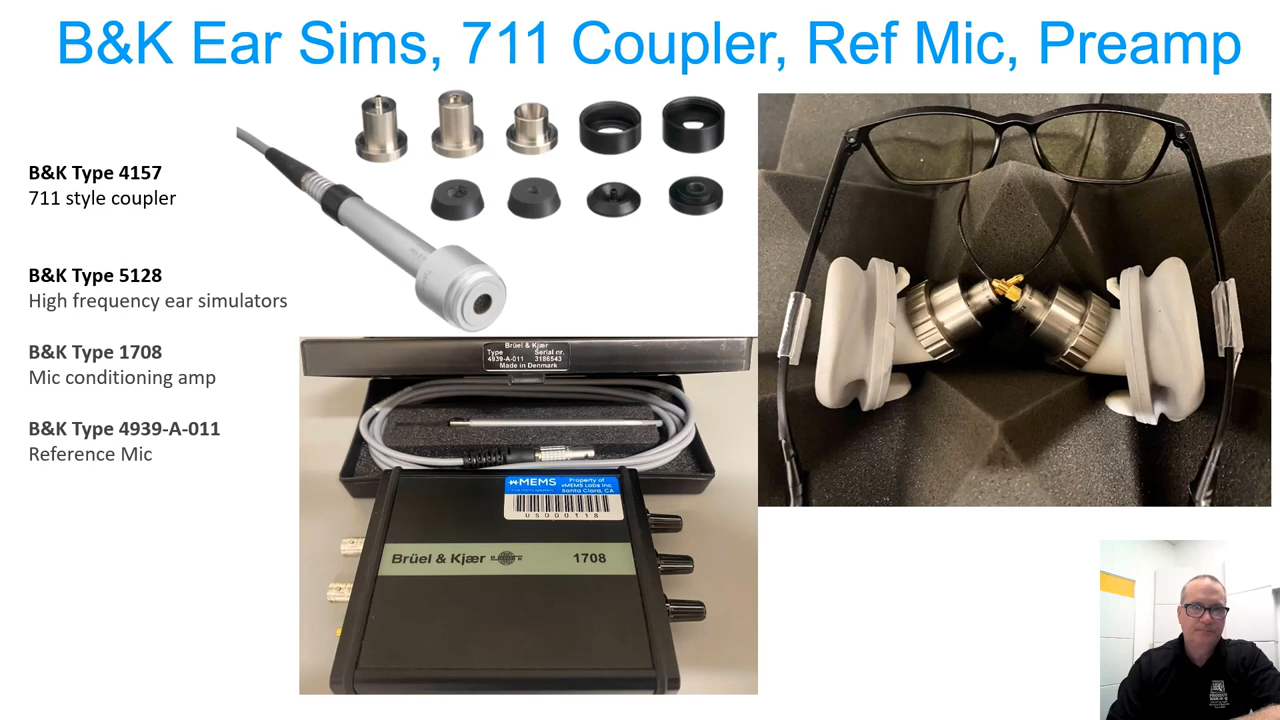 B&K Ear Sims, 711 Coupler, Ref Mic, Preamp
B&K Type 4157
711 style coupler
B&K Type 5128
High frequency ear simulators
B&K Type 1708
Mic conditioning amp
B&K Type 4939-A-011
Reference Mic
Brüel & Kjær
Type Serial nr.
4939-A-011 3186543
Made in Denmark
xMEMS
Property of
xMEMS Labs Inc.
Santa Clara, CA
US000118
Brüel & Kjær 1708